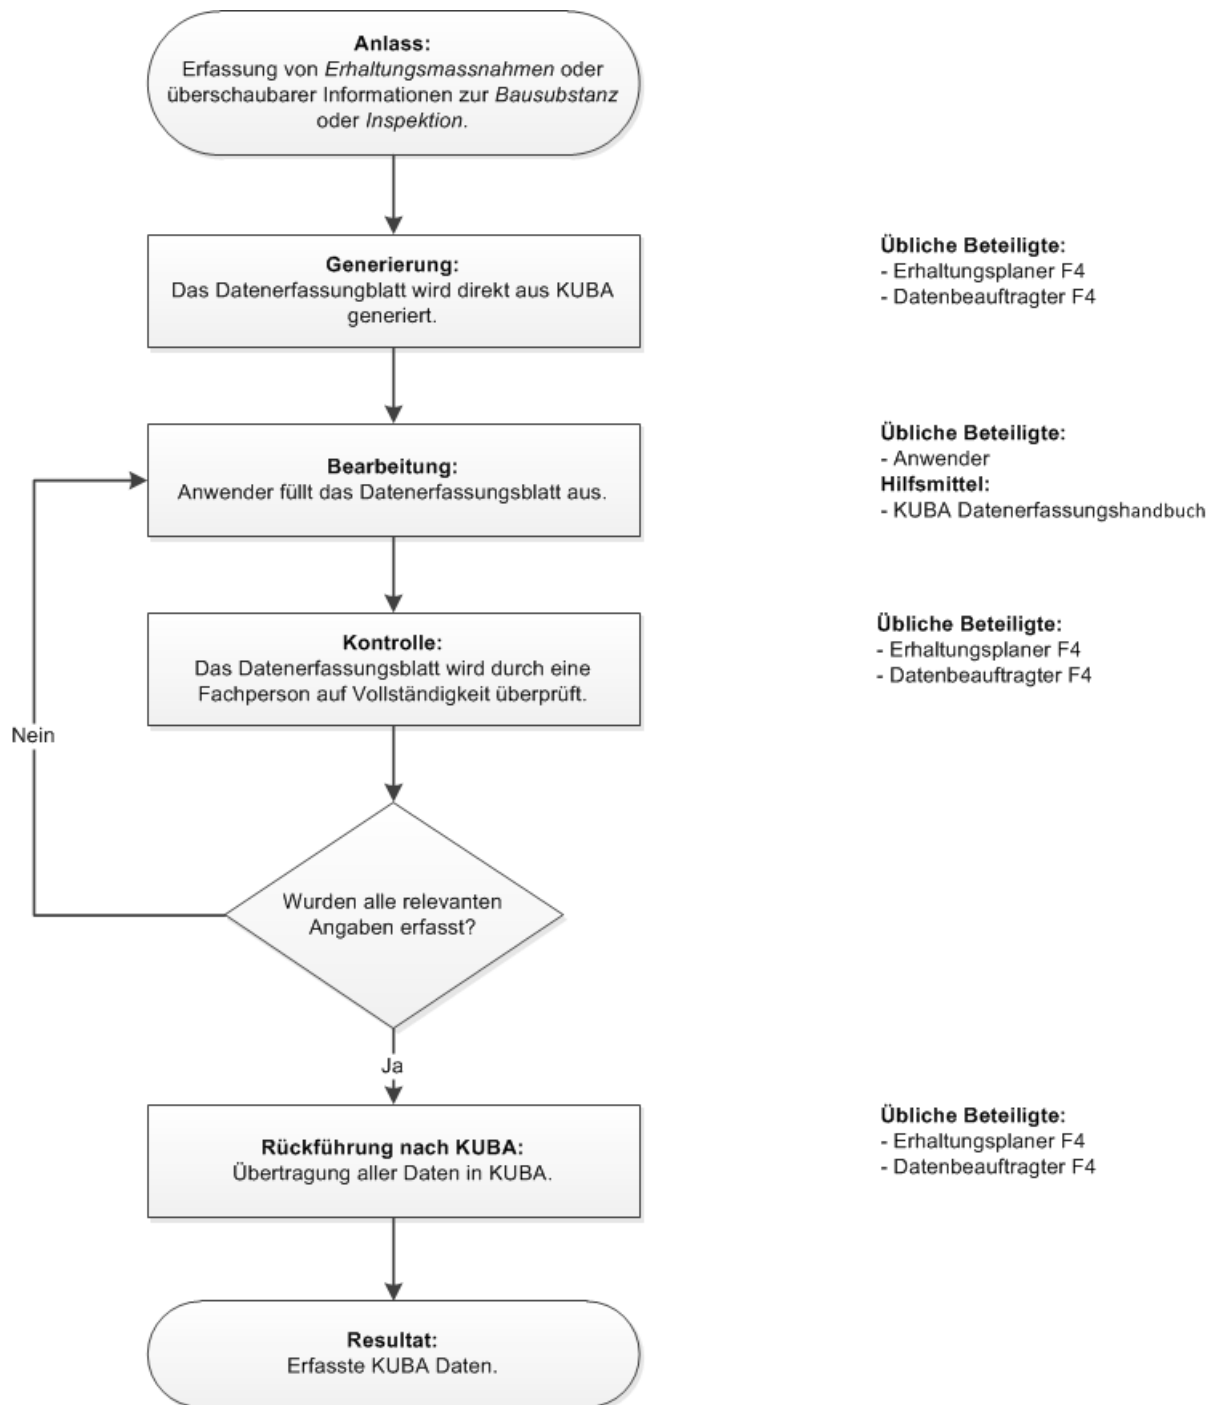 Anlass:
Erfassung von Erhaltungsmassnahmen oder
überschaubarer Informationen zur Bausubstanz
oder Inspektion.
Generierung:
Das Datenerfassungblatt wird direkt aus KUBA
generiert.
Übliche Beteiligte:
- Erhaltungsplaner F4
- Datenbeauftragter F4
Bearbeitung:
Anwender füllt das Datenerfassungsblatt aus.
Übliche Beteiligte:
- Anwender
Hilfsmittel:
- KUBA Datenerfassungshandbuch
Kontrolle:
Das Datenerfassungsblatt wird durch eine
Fachperson auf Vollständigkeit überprüft.
Übliche Beteiligte:
- Erhaltungsplaner F4
- Datenbeauftragter F4
Nein
Wurden alle relevanten
Angaben erfasst?
Ja
Rückführung nach KUBA:
Übertragung aller Daten in KUBA.
Übliche Beteiligte:
- Erhaltungsplaner F4
- Datenbeauftragter F4
Resultat:
Erfasste KUBA Daten.